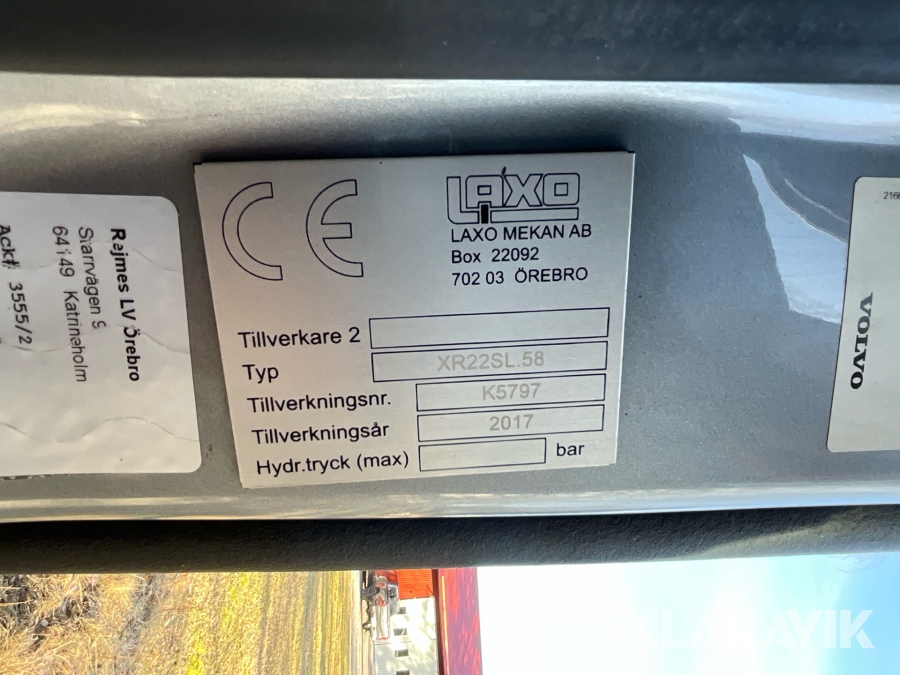 CE
LAXO
LAXO MEKAN AB
Box 22092
702 03 ÖREBRO
Tillverkare 2
Typ XR22SL.58
Tillverkningsnr. K5797
Tillverkningsår 2017
Hydr.tryck (max) bar
Rejmes LV Örebro
Starrvägen
64149 Katrineholm
3555/2
VOLVO